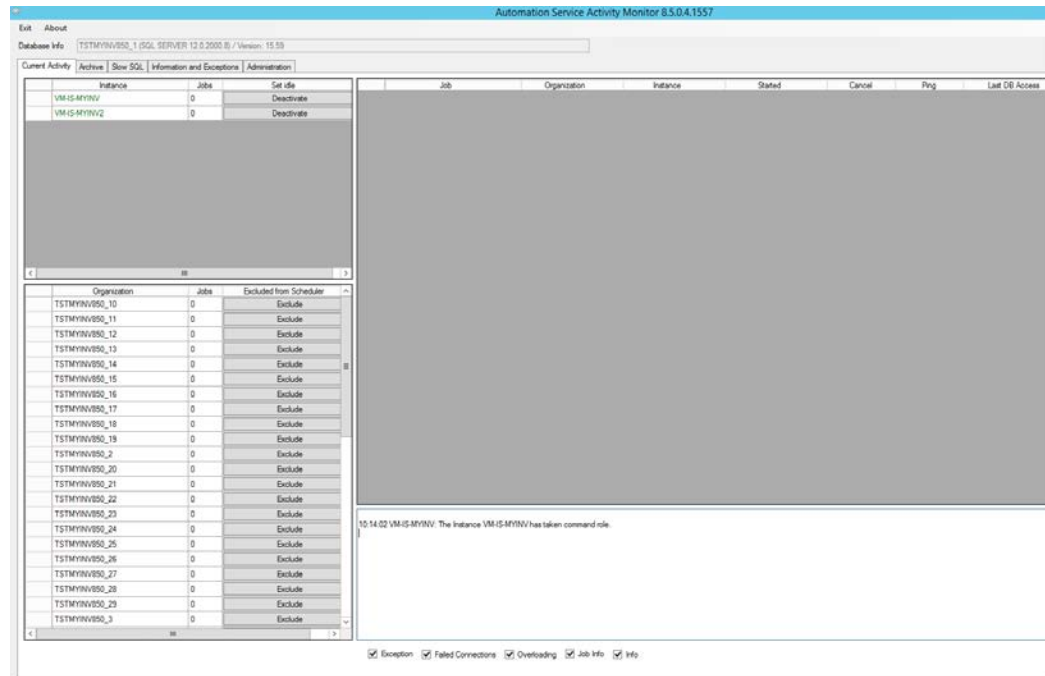 Automation Service Activity Monitor 8.5.0.4.1557
Exit About
Database Info TSTMYINV850_1 (SQL SERVER 12.0.2000.8) / Version: 15.59
Current Activity Archive Slow SQL Information and Exceptions Administration
Instance Jobs Set idle
VM-IS-MYINV 0 Deactivate
VM-IS-MYINV2 0 Deactivate
Job Organization Instance Started Cancel Ping Last DB Access
Organization Jobs Excluded from Scheduler
TSTMYINV850_10 0 Exclude
TSTMYINV850_11 0 Exclude
TSTMYINV850_12 0 Exclude
TSTMYINV850_13 0 Exclude
TSTMYINV850_14 0 Exclude
TSTMYINV850_15 0 Exclude
TSTMYINV850_16 0 Exclude
TSTMYINV850_17 0 Exclude
TSTMYINV850_18 0 Exclude
TSTMYINV850_19 0 Exclude
TSTMYINV850_2 0 Exclude
TSTMYINV850_20 0 Exclude
TSTMYINV850_21 0 Exclude
TSTMYINV850_22 0 Exclude
TSTMYINV850_23 0 Exclude
TSTMYINV850_24 0 Exclude
TSTMYINV850_25 0 Exclude
TSTMYINV850_26 0 Exclude
TSTMYINV850_27 0 Exclude
TSTMYINV850_28 0 Exclude
TSTMYINV850_29 0 Exclude
TSTMYINV850_3 0 Exclude
10:14:02 VM-IS-MYINV: The Instance VM-IS-MYINV has taken command role.
Exception Failed Connections Overloading Job Info Info